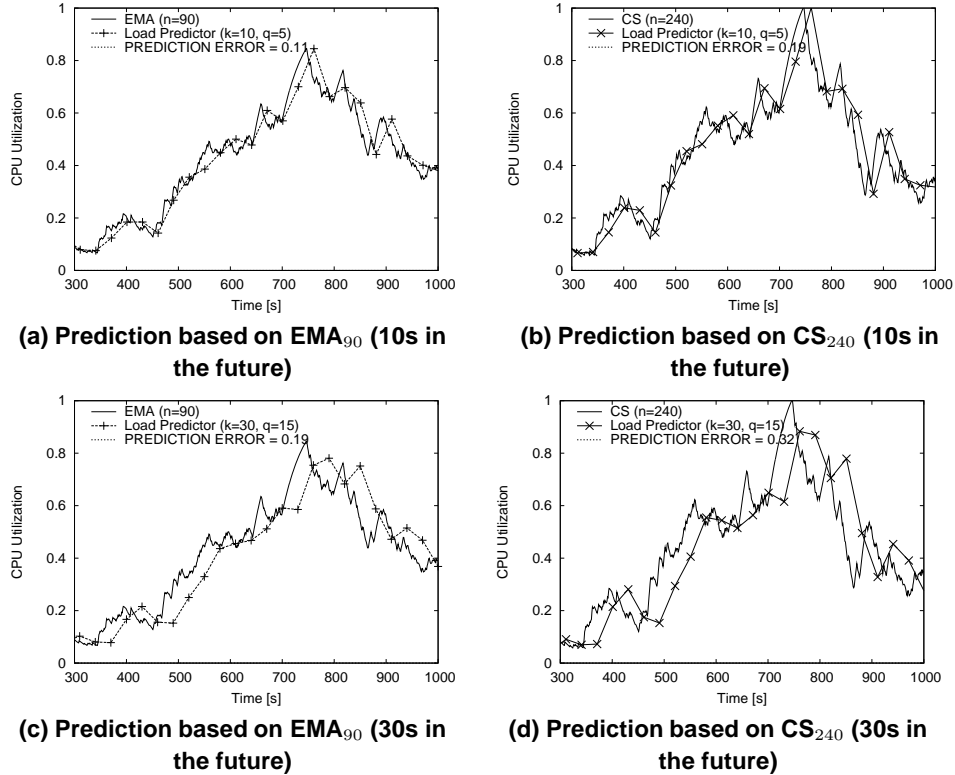 EMA (n=90)
Load Predictor (k=10, q=5)
PREDICTION ERROR = 0.11
1
0.8
0.6
0.4
0.2
0
CPU Utilization
300 400 500 600 700 800 900 1000
Time [s]
(a) Prediction based on EMA₉₀ (10s in
the future)
CS (n=240)
Load Predictor (k=10, q=5)
PREDICTION ERROR = 0.19
1
0.8
0.6
0.4
0.2
0
CPU Utilization
300 400 500 600 700 800 900 1000
Time [s]
(b) Prediction based on CS₂₄₀ (10s in
the future)
EMA (n=90)
Load Predictor (k=30, q=15)
PREDICTION ERROR = 0.19
1
0.8
0.6
0.4
0.2
0
CPU Utilization
300 400 500 600 700 800 900 1000
Time [s]
(c) Prediction based on EMA₉₀ (30s in
the future)
CS (n=240)
Load Predictor (k=30, q=15)
PREDICTION ERROR = 0.32
1
0.8
0.6
0.4
0.2
0
CPU Utilization
300 400 500 600 700 800 900 1000
Time [s]
(d) Prediction based on CS₂₄₀ (30s in
the future)